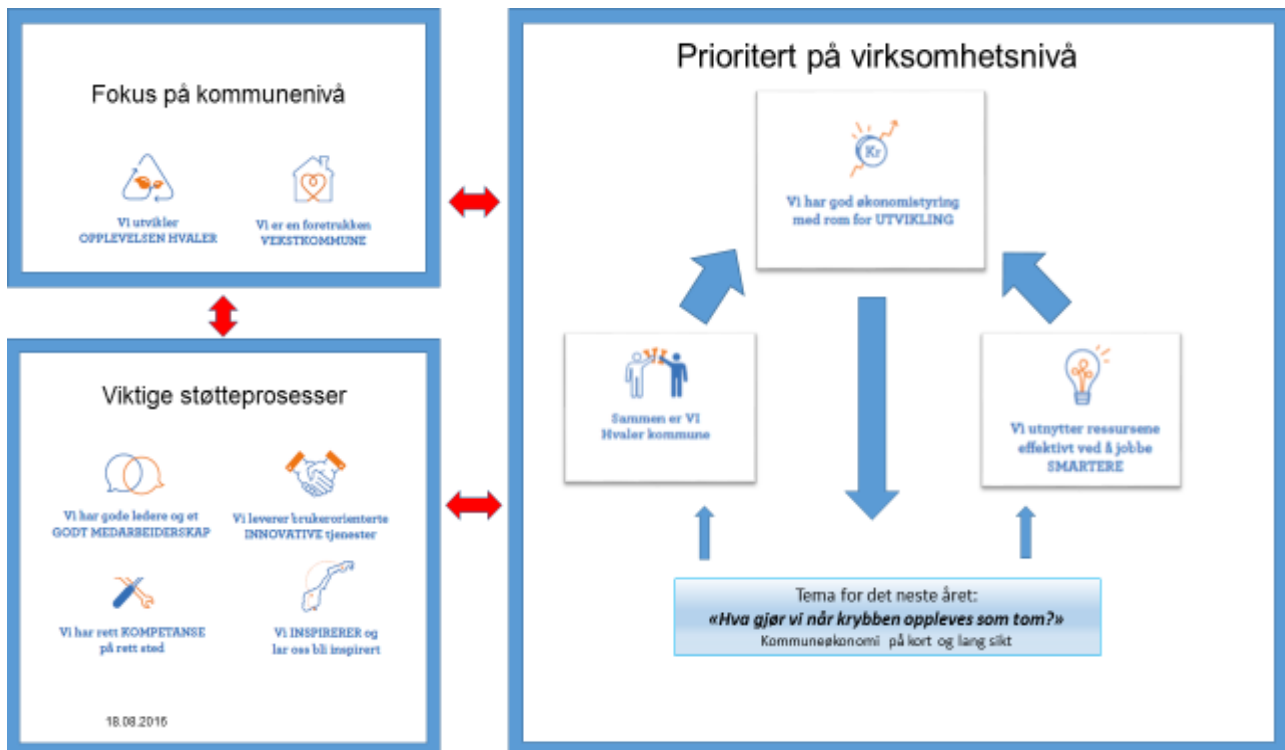 Fokus på kommunenivå
Vi utvikler
OPPLEVELSEN HVALER
Vi er en foretrukken
VEKSTKOMMUNE
Viktige støtteprosesser
Vi har gode ledere og et
GODT MEDARBEIDERSKAP
Vi leverer brukerorienterte
INNOVATIVE tjenester
Vi har rett KOMPETANSE
på rett sted
Vi INSPIRERER og
lar oss bli inspirert
18.08.2016
Prioritert på virksomhetsnivå
Kr
Vi har god økonomistyring
med rom for UTVIKLING
Sammen er VI
Hvaler kommune
Vi utnytter ressursene
effektivt ved å jobbe
SMARTERE
Tema for det neste året:
«Hva gjør vi når krybben oppleves som tom?»
Kommuneøkonomi på kort og lang sikt